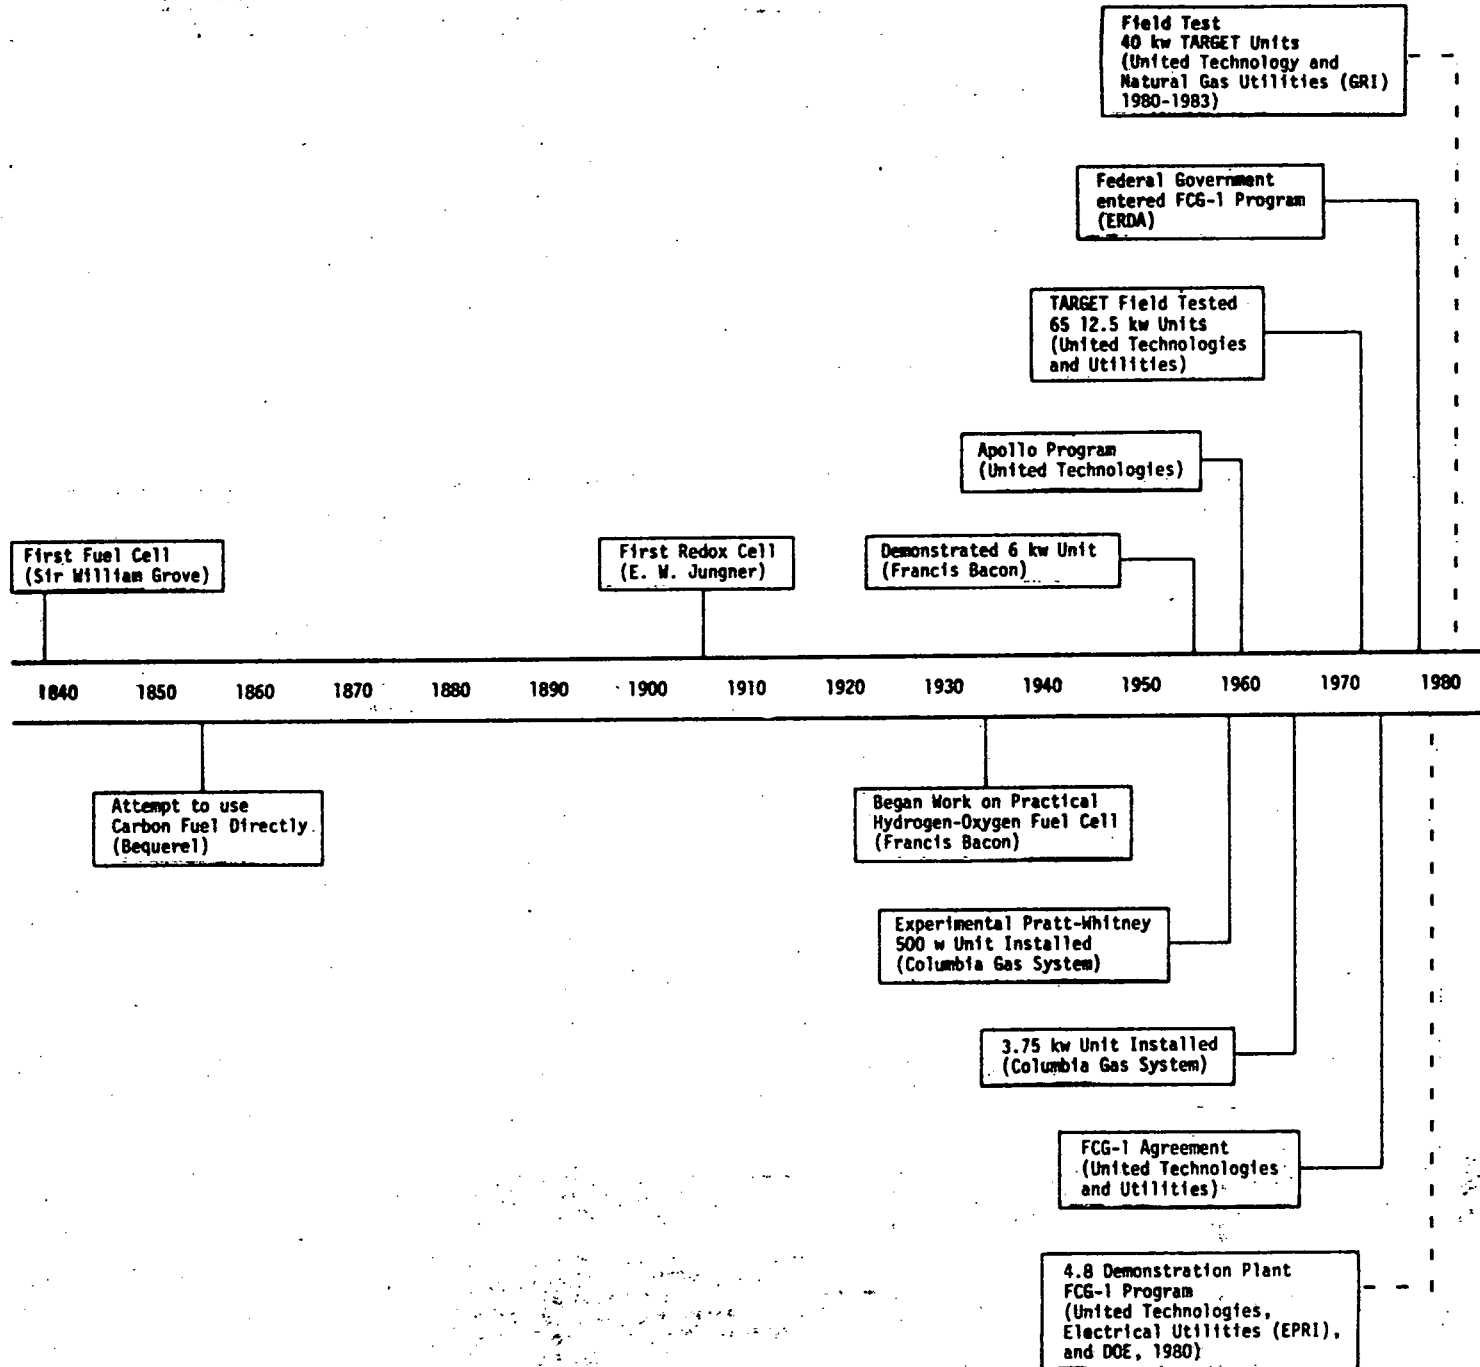 Field Test
40 kw TARGET Units
(United Technology and
Natural Gas Utilities (GRI)
1980-1983)
Federal Government
entered FCG-1 Program
(ERDA)
TARGET Field Tested
65 12.5 kw Units
(United Technologies
and Utilities)
Apollo Program
(United Technologies)
First Fuel Cell
(Sir William Grove)
First Redox Cell
(E. W. Jungner)
Demonstrated 6 kw Unit
(Francis Bacon)
1840 1850 1860 1870 1880 1890 1900 1910 1920 1930 1940 1950 1960 1970 1980
Attempt to use
Carbon Fuel Directly
(Bequerel)
Began Work on Practical
Hydrogen-Oxygen Fuel Cell
(Francis Bacon)
Experimental Pratt-Whitney
500 w Unit Installed
(Columbia Gas System)
3.75 kw Unit Installed
(Columbia Gas System)
FCG-1 Agreement
(United Technologies
and Utilities)
4.8 Demonstration Plant
FCG-1 Program
(United Technologies,
Electrical Utilities (EPRI),
and DOE, 1980)